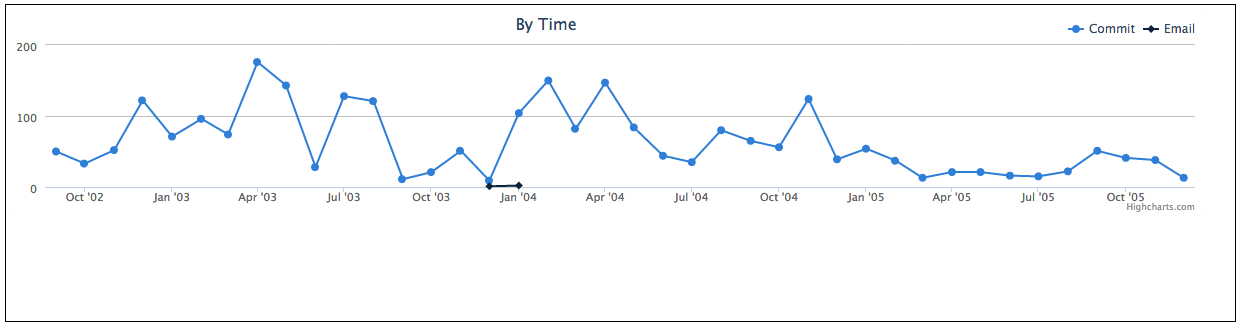 By Time
Commit Email
200
100
0
Oct '02 Jan '03 Apr '03 Jul '03 Oct '03 Jan '04 Apr '04 Jul '04 Oct '04 Jan '05 Apr '05 Jul '05 Oct '05
Highcharts.com